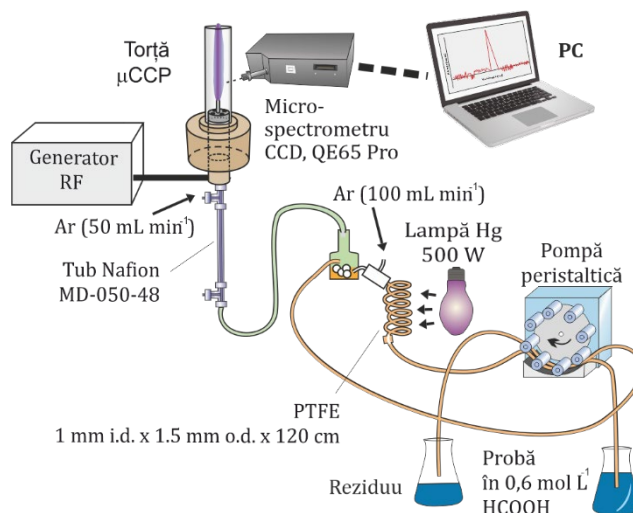 Torță
μCCP
PC
Micro-
spectrometru
CCD, QE65 Pro
Generator
RF
Ar (50 mL min⁻¹)
Ar (100 mL min⁻¹)
Lampă Hg
500 W
Pompă
peristaltică
Tub Nafion
MD-050-48
PTFE
1 mm i.d. x 1.5 mm o.d. x 120 cm
Reziduu
Probă
în 0,6 mol L⁻¹
HCOOH